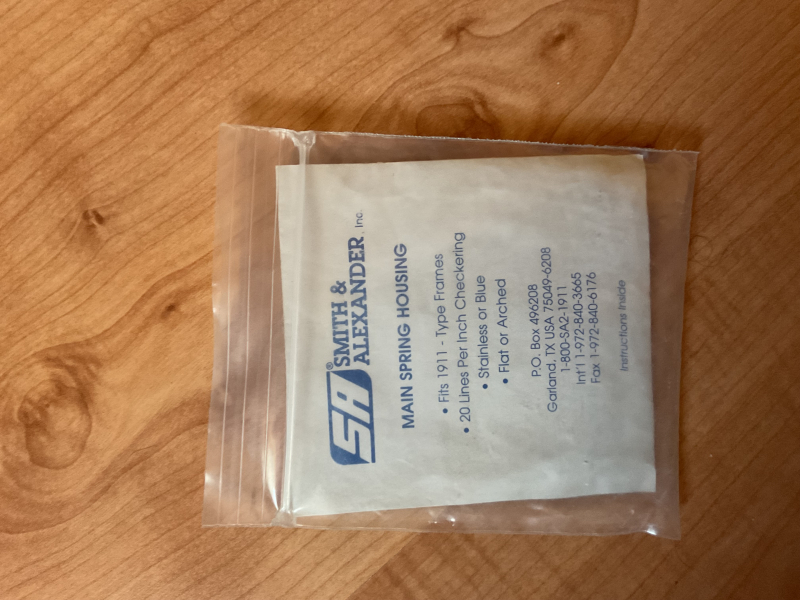 SA®
SMITH &
ALEXANDER, Inc.
MAIN SPRING HOUSING
• Fits 1911 - Type Frames
• 20 Lines Per Inch Checkering
• Stainless or Blue
• Flat or Arched
P.O. Box 496208
Garland, TX USA 75049-6208
1-800-SA2-1911
Int'l 1-972-840-3665
Fax 1-972-840-6176
Instructions Inside